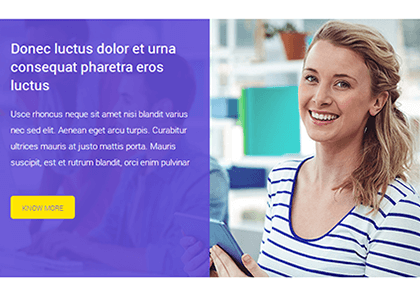 Donec luctus dolor et urna
consequat pharetra eros
luctus
Usce rhoncus neque sit amet nisi blandit varius
nec sed elit. Aenean eget arcu turpis. Curabitur
ultrices mauris at justo mattis porta. Mauris
suscipit, est et rutrum blandit, orci enim pulvinar
KNOW MORE